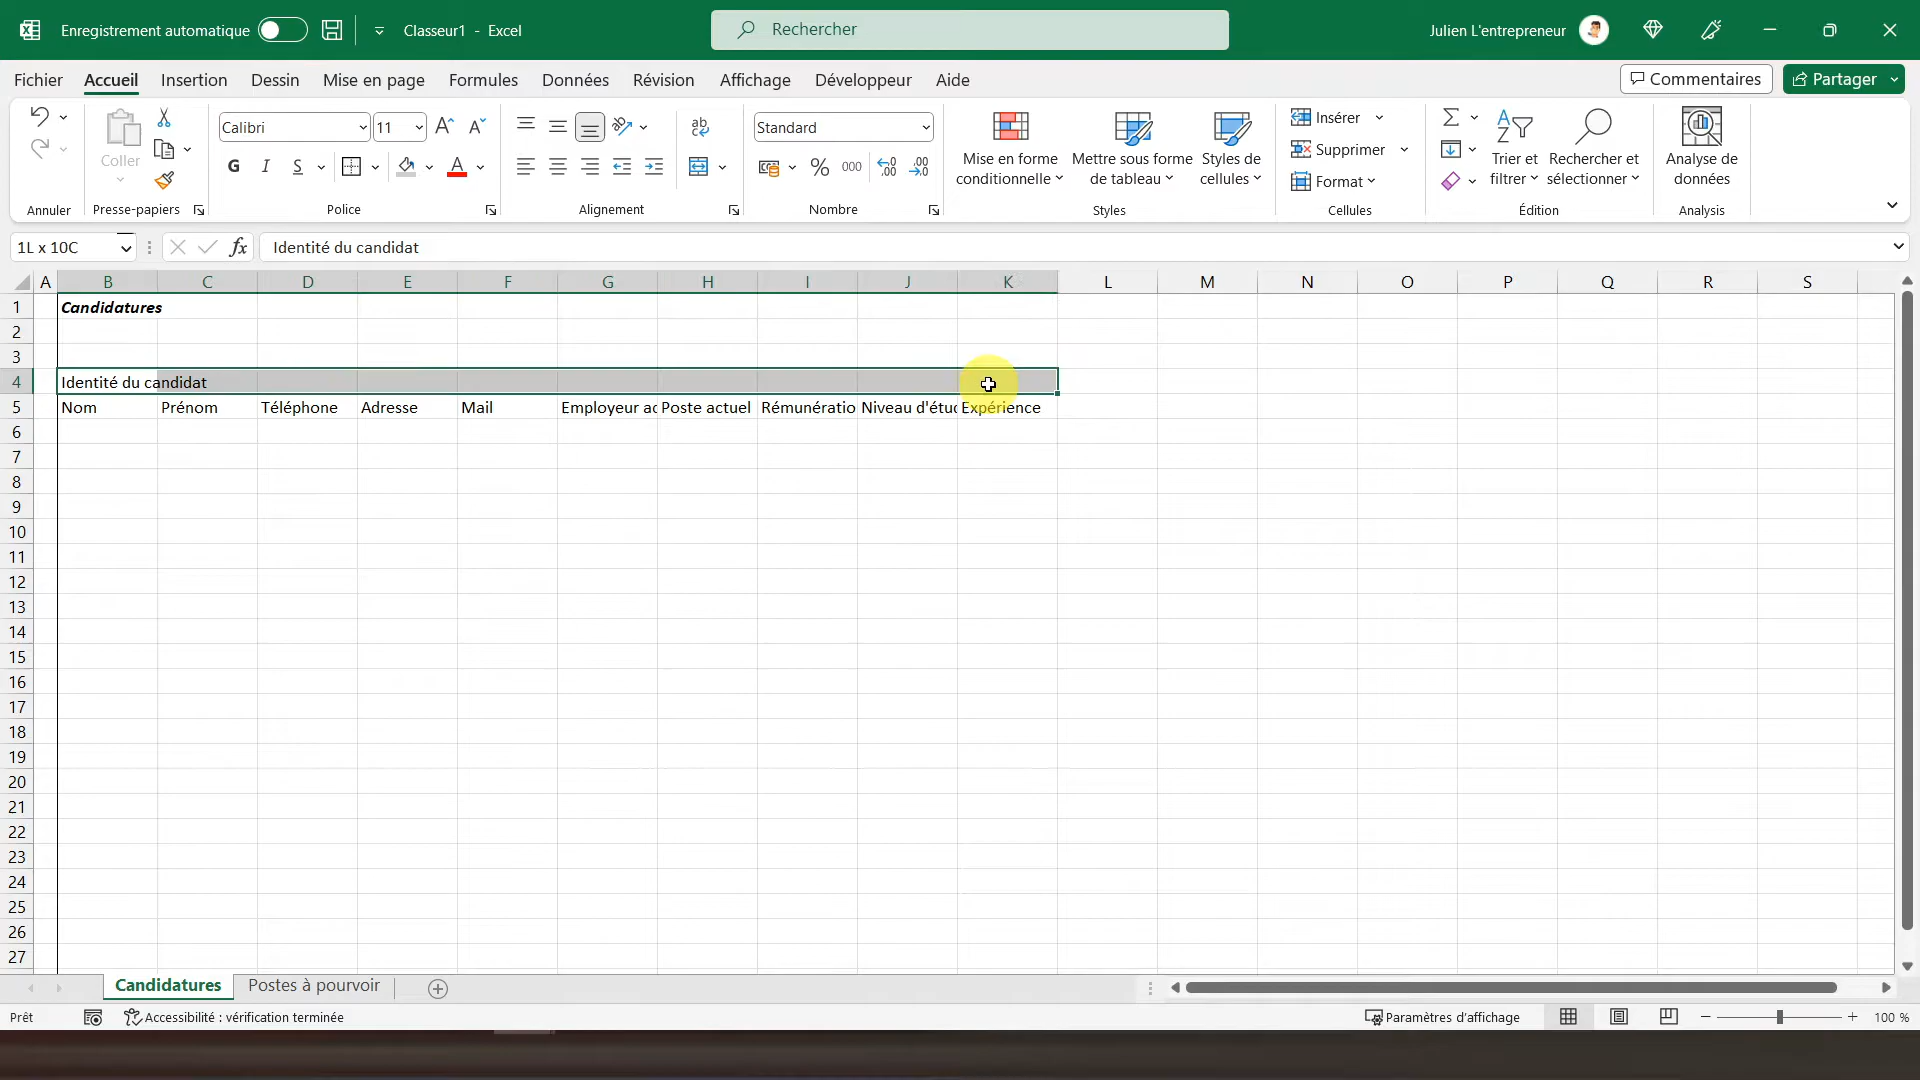 Enregistrement automatique
Classeur1 - Excel
Rechercher
Julien L'entrepreneur
Fichier Accueil Insertion Dessin Mise en page Formules Données Révision Affichage Développeur Aide
Commentaires
Partager
Coller
Calibri 11
G I S A
ab c
Standard
% 000
Mise en forme conditionnelle
Mettre sous forme de tableau
Styles de cellules
Insérer
Supprimer
Format
Trier et filtrer
Rechercher et sélectionner
Analyse de données
Annuler Presse-papiers Police Alignement Nombre Styles Cellules Édition Analysis
1L x 10C fx Identité du candidat
A B C D E F G H I J K L M N O P Q R S
1 Candidatures
2
3
4 Identité du candidat
5 Nom Prénom Téléphone Adresse Mail Employeur ac Poste actuel Rémunératio Niveau d'étuc Expérience
6
7
8
9
10
11
12
13
14
15
16
17
18
19
20
21
22
23
24
25
26
27
Candidatures Postes à pourvoir
Prêt Accessibilité : vérification terminée Paramètres d'affichage 100 %